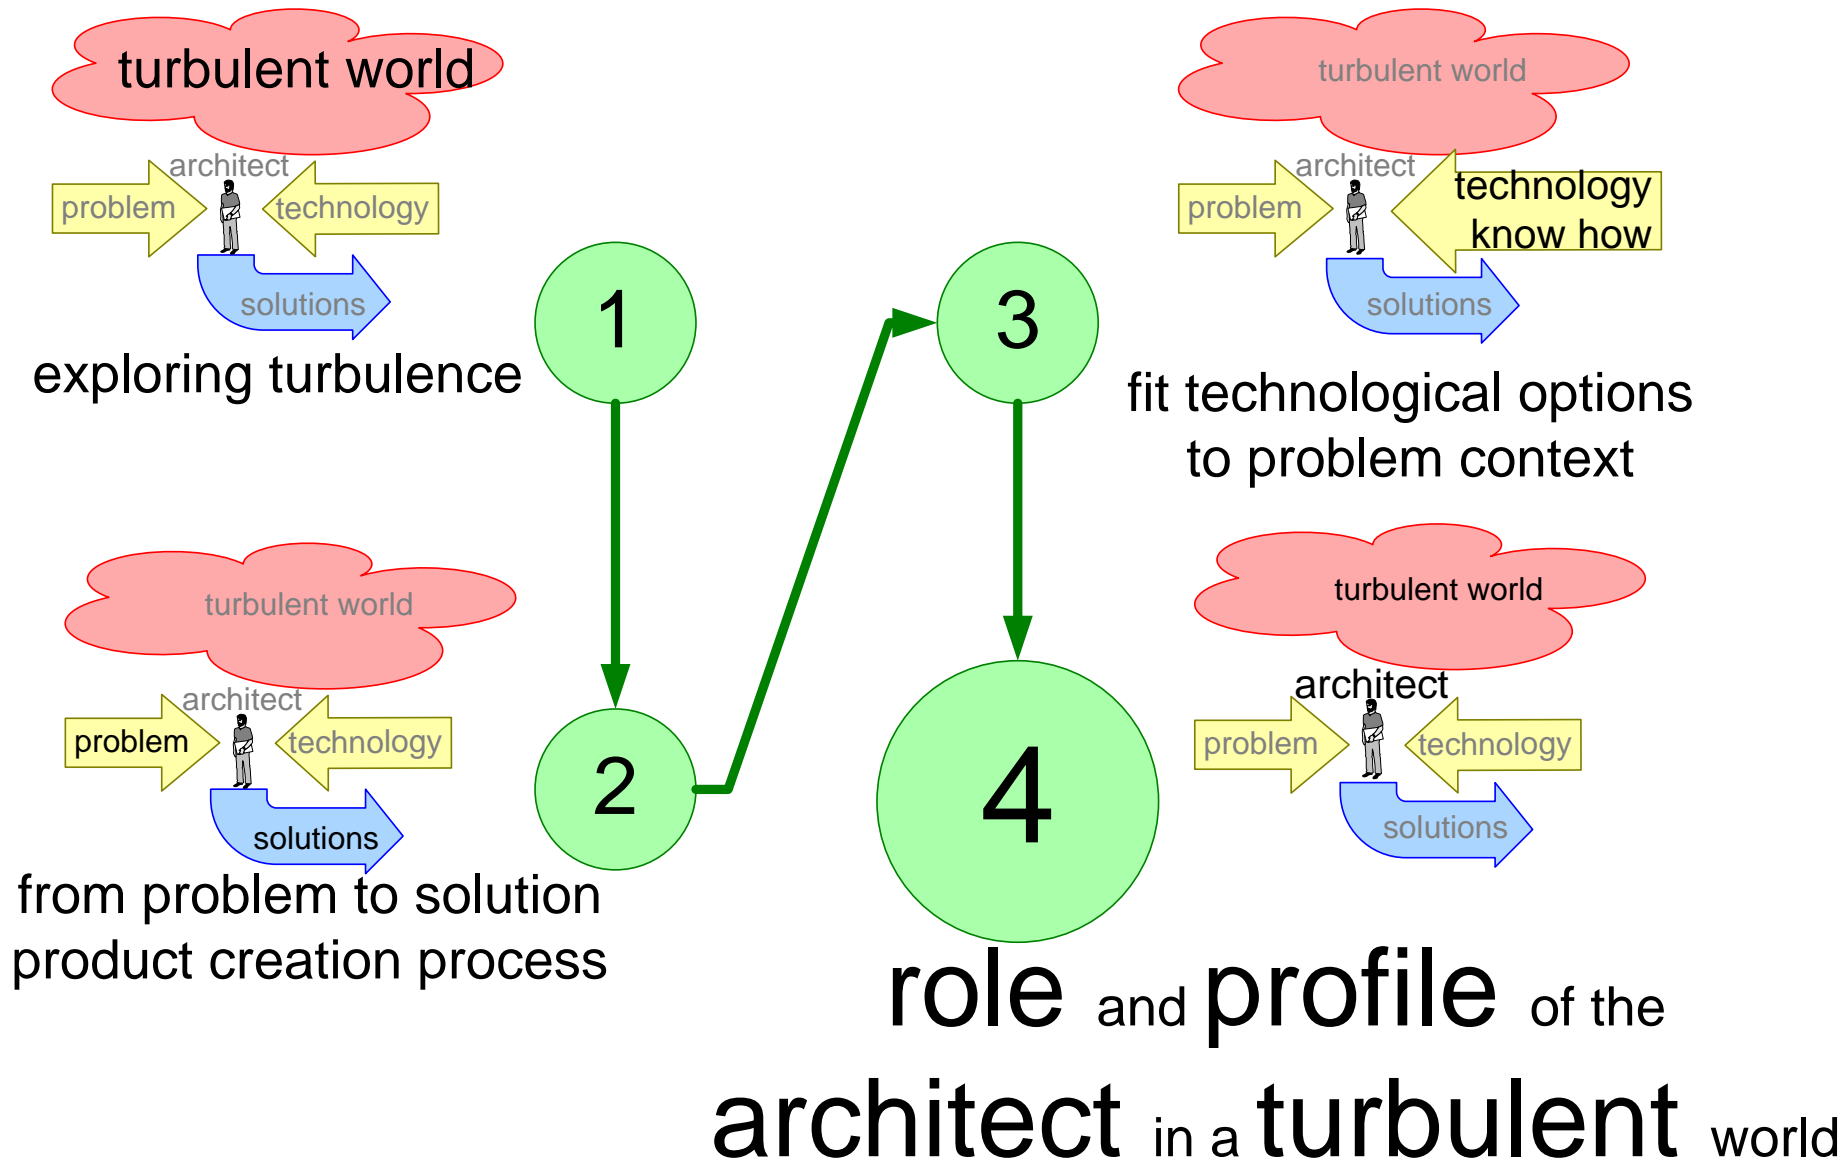 turbulent world
architect
problem
technology
solutions
exploring turbulence
1
turbulent world
architect
problem
technology
solutions
from problem to solution
product creation process
2
turbulent world
architect
problem
technology
know how
solutions
fit technological options
to problem context
3
turbulent world
architect
problem
technology
solutions
4
role and profile of the
architect in a turbulent world